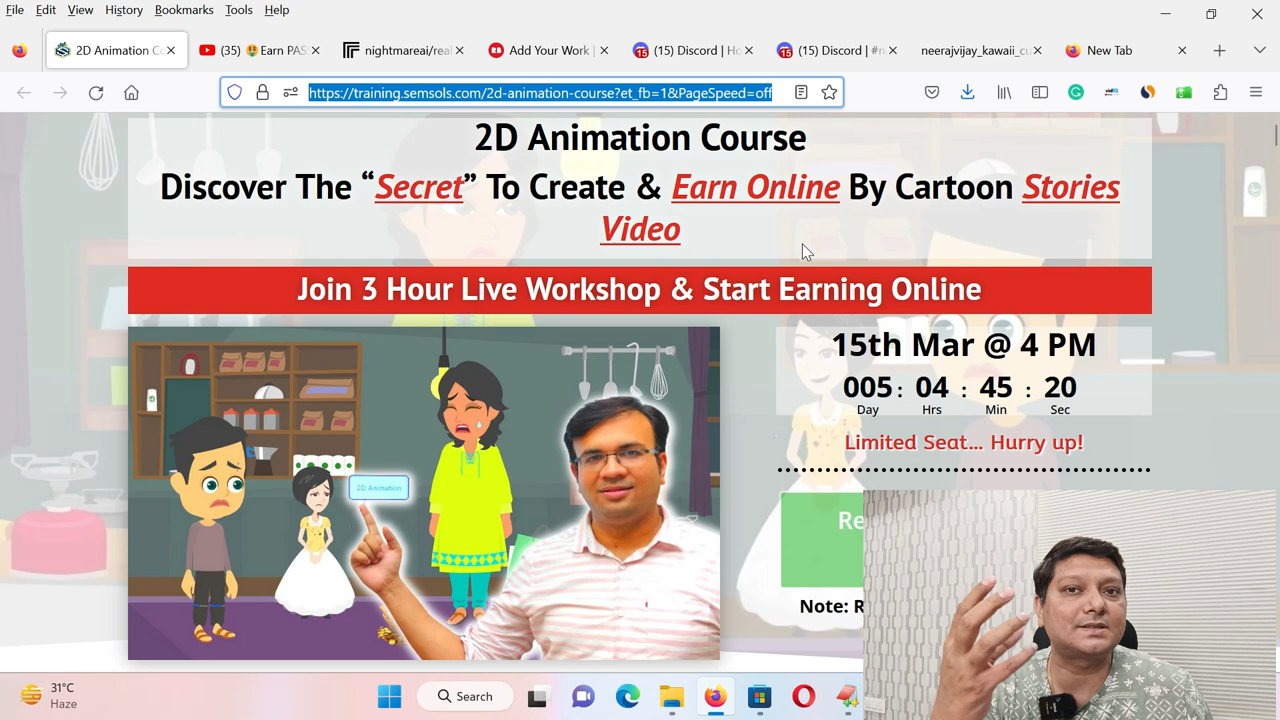 File Edit View History Bookmarks Tools Help
2D Animation Co
(35) Earn PAS
nightmareai/real
Add Your Work |
(15) Discord | Ho
(15) Discord | #n
neerajvijay_kawaii_cu
New Tab
https://training.semsols.com/2d-animation-course?et_fb=1&PageSpeed=off
2D Animation Course
Discover The “Secret” To Create & Earn Online By Cartoon Stories
Video
Join 3 Hour Live Workshop & Start Earning Online
15th Mar @ 4 PM
005 : 04 : 45 : 20
Day Hrs Min Sec
Limited Seat... Hurry up!
2D Animation
Re
Note: R
31°C
Haze
Search